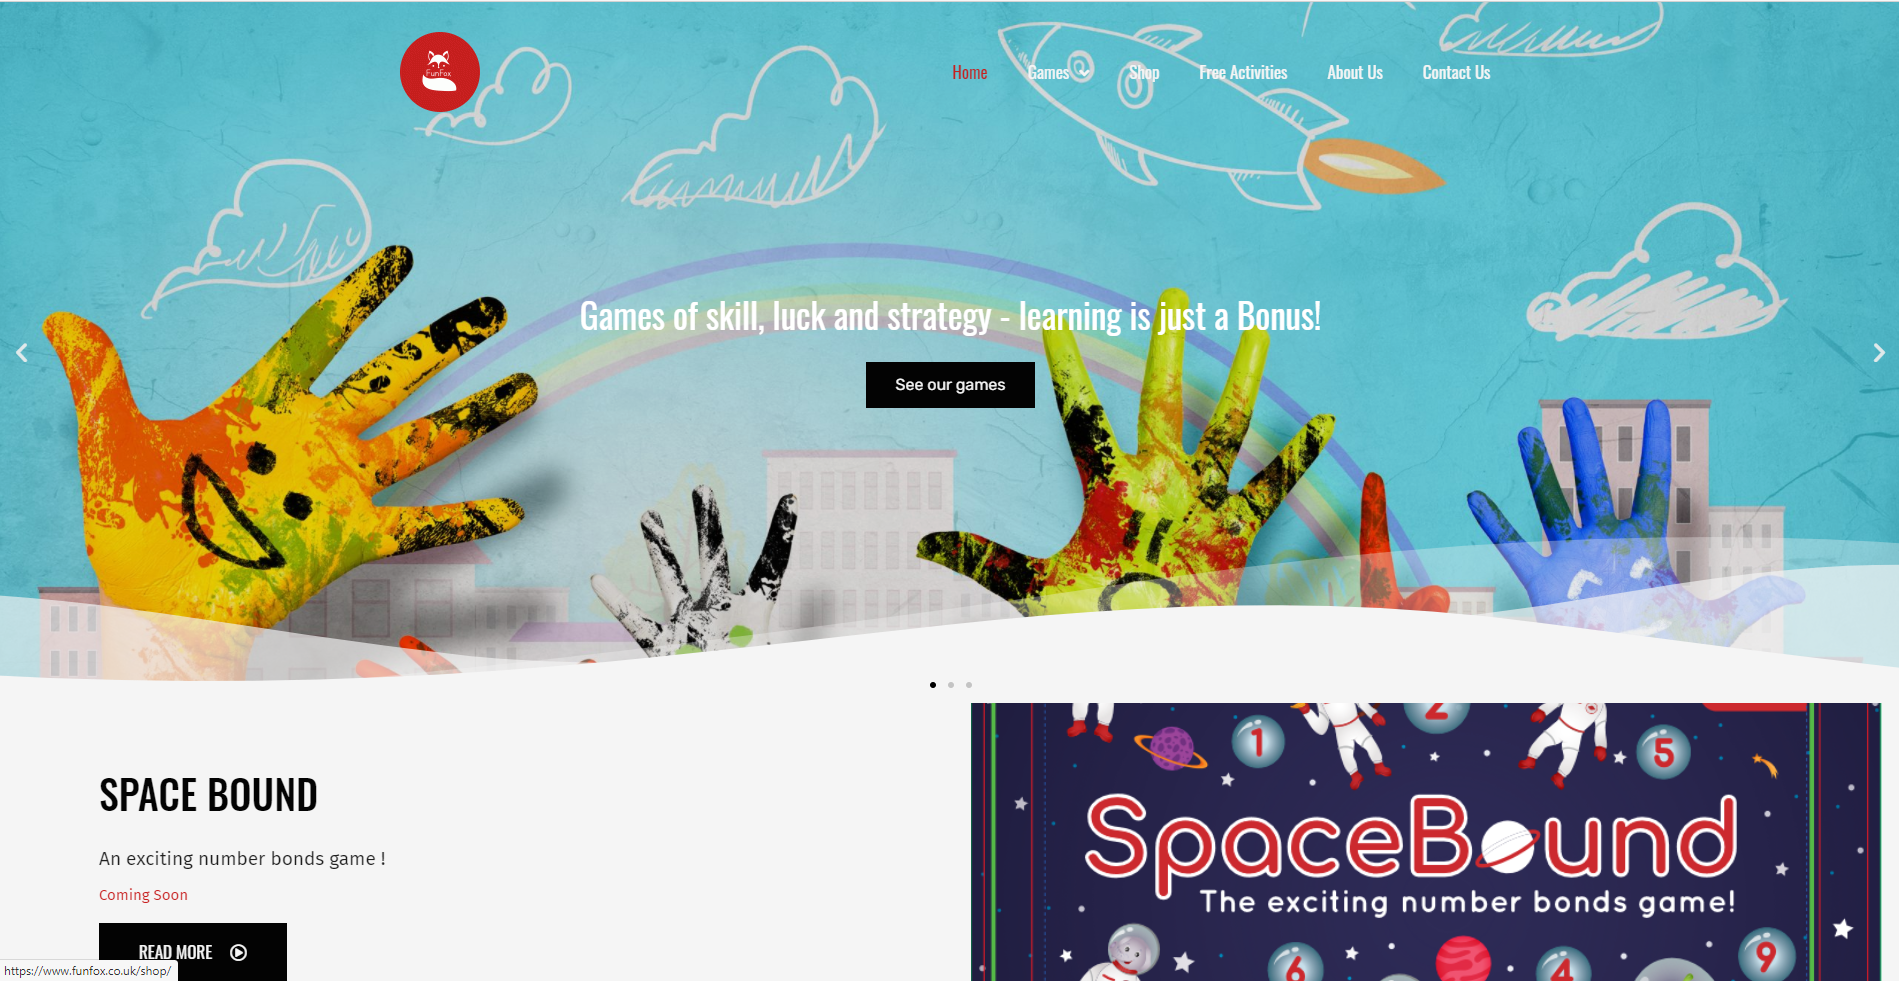 FunFox
Home Games Shop Free Activities About Us Contact Us
Games of skill, luck and strategy - learning is just a Bonus!
See our games
SPACE BOUND
An exciting number bonds game !
Coming Soon
READ MORE
1
2
5
SpaceBound
The exciting number bonds game!
6
4
9
https://www.funfox.co.uk/shop/